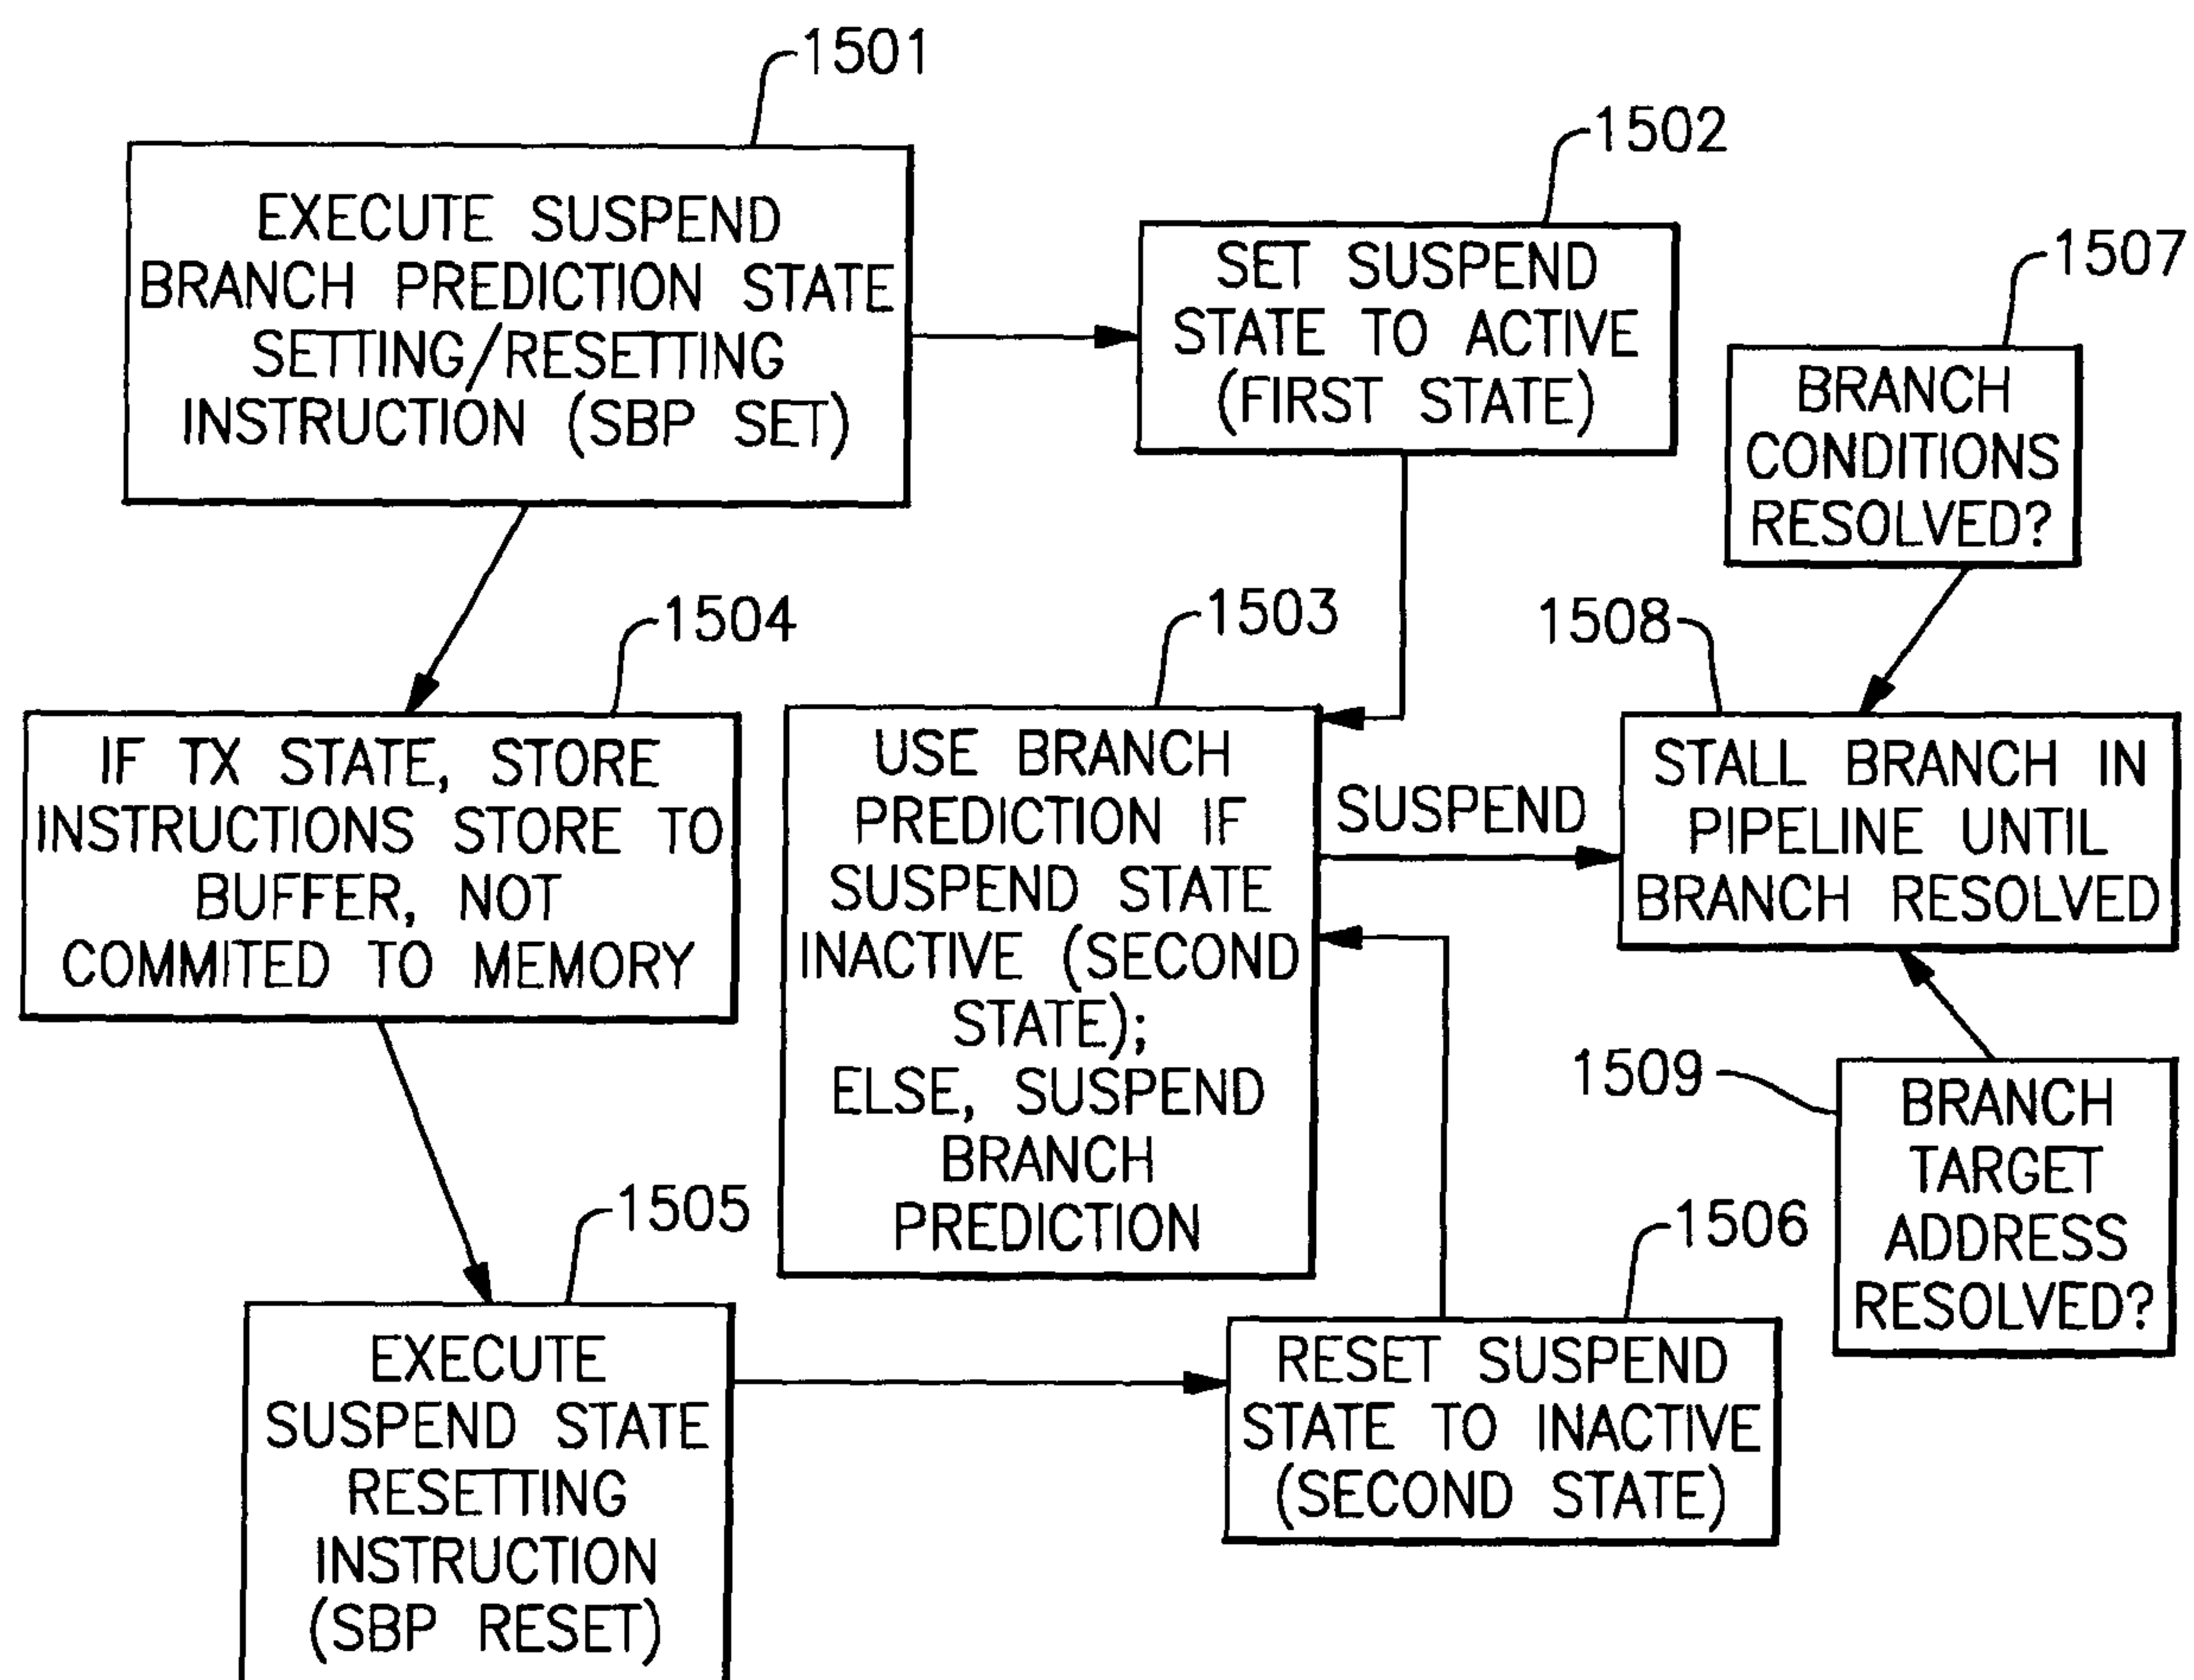 1501
EXECUTE SUSPEND
BRANCH PREDICTION STATE
SETTING/RESETTING
INSTRUCTION (SBP SET)
1502
SET SUSPEND
STATE TO ACTIVE
(FIRST STATE)
1507
BRANCH
CONDITIONS
RESOLVED?
1504
IF TX STATE, STORE
INSTRUCTIONS STORE TO
BUFFER, NOT
COMMITED TO MEMORY
1503
USE BRANCH
PREDICTION IF
SUSPEND STATE
INACTIVE (SECOND
STATE);
ELSE, SUSPEND
BRANCH
PREDICTION
SUSPEND
1508
STALL BRANCH IN
PIPELINE UNTIL
BRANCH RESOLVED
1509
BRANCH
TARGET
ADDRESS
RESOLVED?
1505
EXECUTE
SUSPEND STATE
RESETTING
INSTRUCTION
(SBP RESET)
1506
RESET SUSPEND
STATE TO INACTIVE
(SECOND STATE)